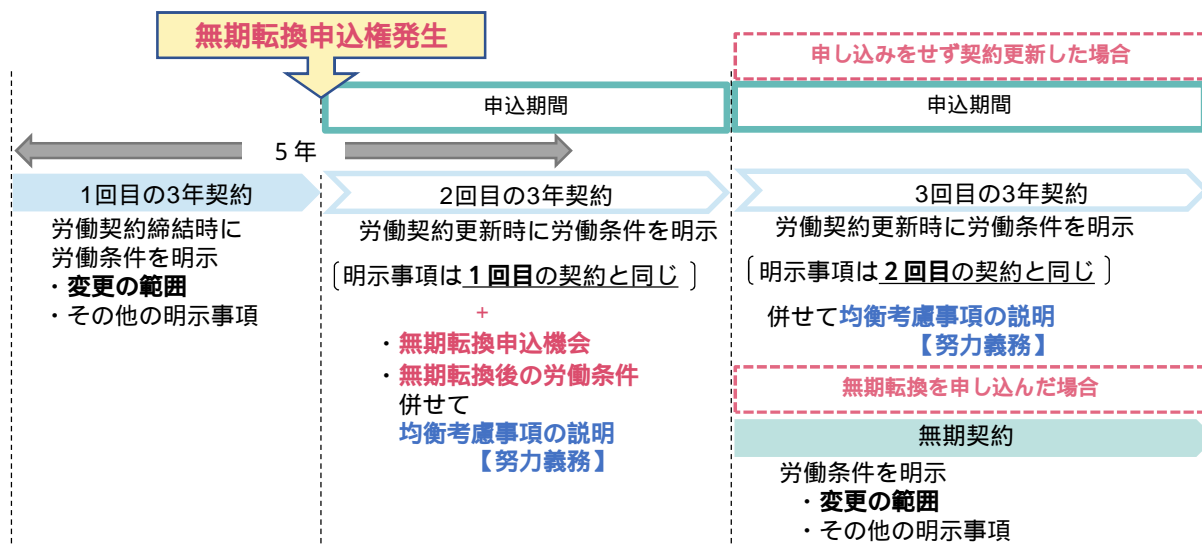 無期転換申込権発生
申し込みをせず契約更新した場合
申込期間
申込期間
5年
1回目の3年契約
労働契約締結時に
労働条件を明示
・変更の範囲
・その他の明示事項
2回目の3年契約
労働契約更新時に労働条件を明示
〔明示事項は1回目の契約と同じ〕
+
・無期転換申込機会
・無期転換後の労働条件
併せて
均衡考慮事項の説明
【努力義務】
3回目の3年契約
労働契約更新時に労働条件を明示
〔明示事項は2回目の契約と同じ〕
併せて均衡考慮事項の説明
【努力義務】
無期転換を申し込んだ場合
無期契約
労働条件を明示
・変更の範囲
・その他の明示事項